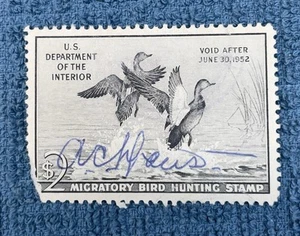 U.S.
DEPARTMENT
OF THE
INTERIOR
VOID AFTER
JUNE 30, 1952
$2
MIGRATORY BIRD HUNTING STAMP